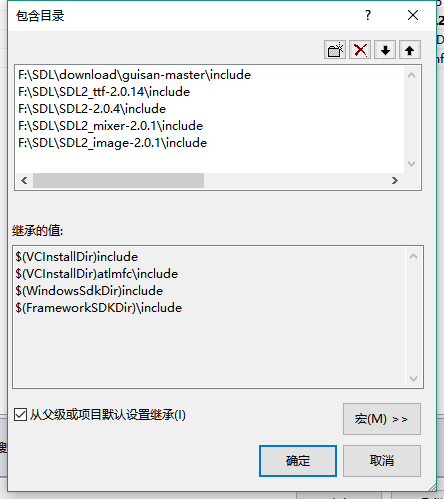 包含目录
F:\SDL\download\guisan-master\include
F:\SDL\SDL2_ttf-2.0.14\include
F:\SDL\SDL2-2.0.4\include
F:\SDL\SDL2_mixer-2.0.1\include
F:\SDL\SDL2_image-2.0.1\include
继承的值:
$(VCInstallDir)include
$(VCInstallDir)atlmfc\include
$(WindowsSdkDir)include
$(FrameworkSDKDir)\include
从父级或项目默认设置继承(I)
宏(M) >>
确定
取消